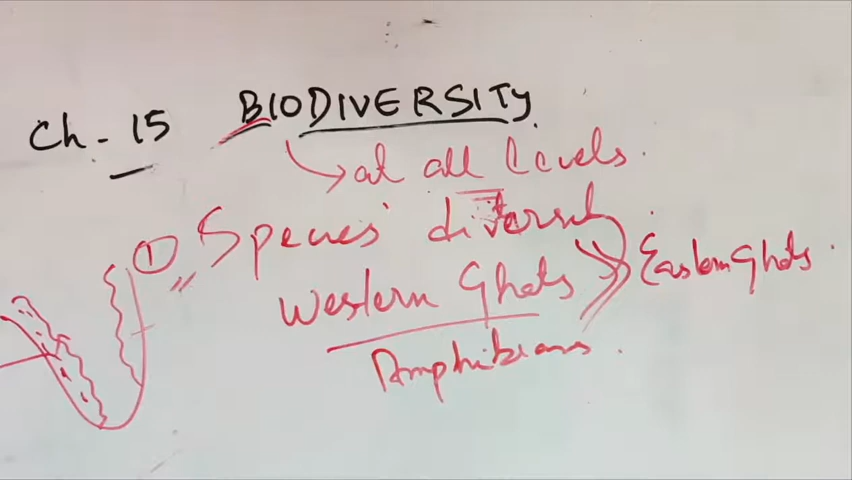 Ch - 15 BIODIVERSITY
at all levels.
① Species diversity
Western Ghats >> Eastern Ghats.
Amphibians.